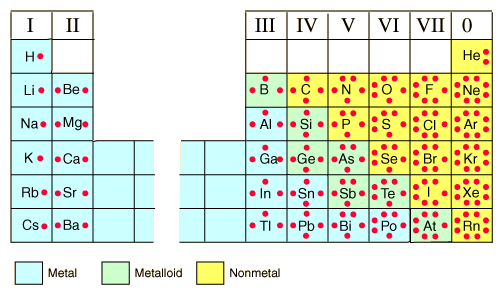 I II III IV V VI VII 0
H He
Li Be B C N O F Ne
Na Mg Al Si P S Cl Ar
K Ca Ga Ge As Se Br Kr
Rb Sr In Sn Sb Te I Xe
Cs Ba Tl Pb Bi Po At Rn
Metal Metalloid Nonmetal